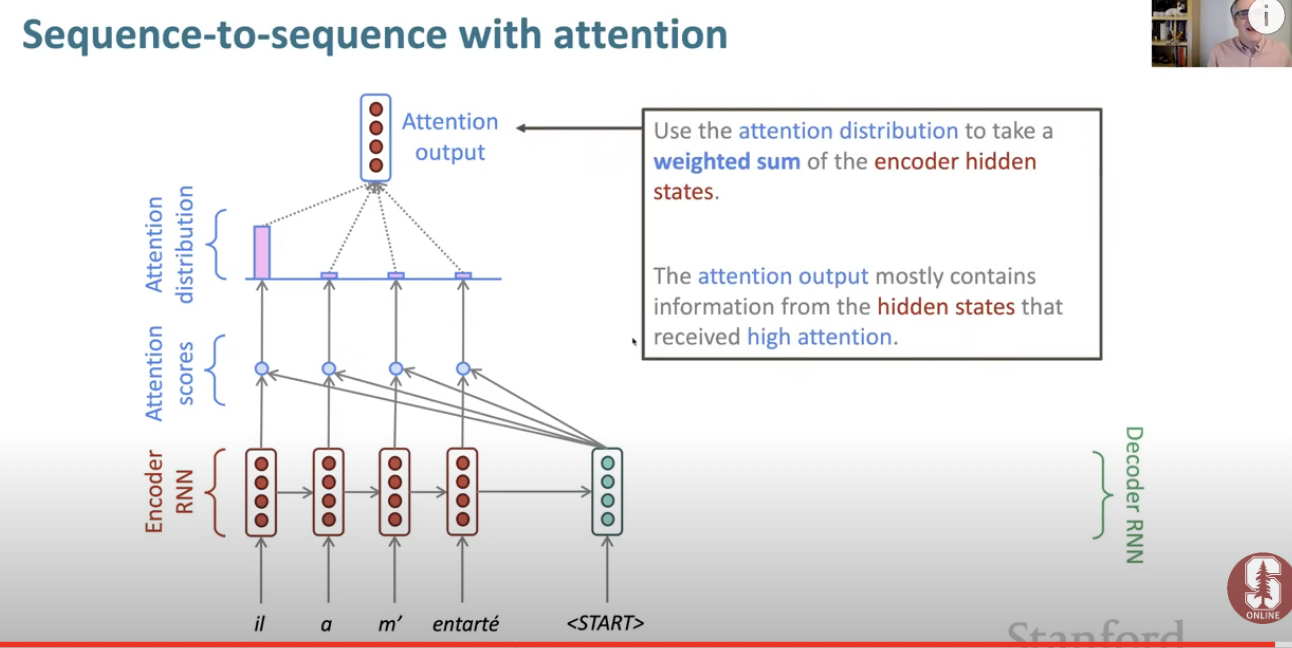 Sequence-to-sequence with attention
Attention
output
Use the attention distribution to take a
weighted sum of the encoder hidden
states.
The attention output mostly contains
information from the hidden states that
received high attention.
Attention
distribution
Attention
scores
Encoder
RNN
Decoder RNN
il a m’ entarté <START>
S
ONLINE
Stanford